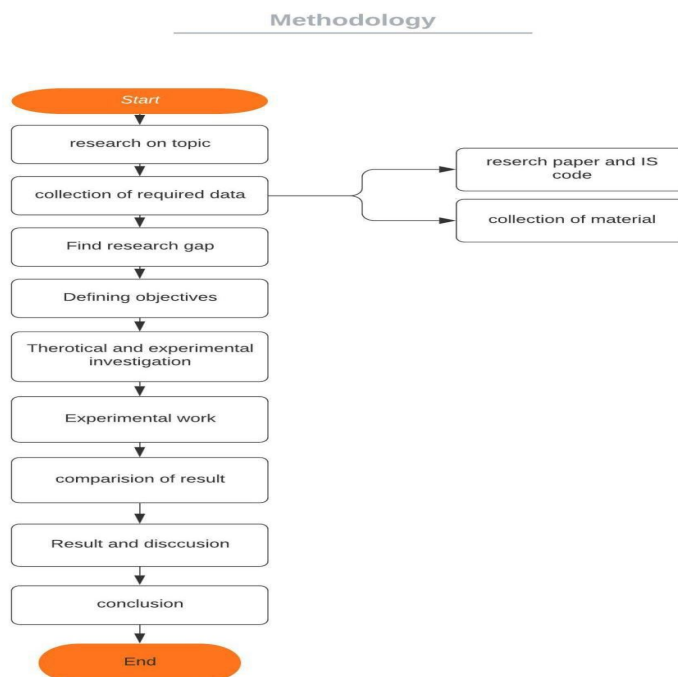 Methodology
Start
research on topic
collection of required data
reserch paper and IS
code
collection of material
Find research gap
Defining objectives
Therotical and experimental
investigation
Experimental work
comparision of result
Result and disccusion
conclusion
End